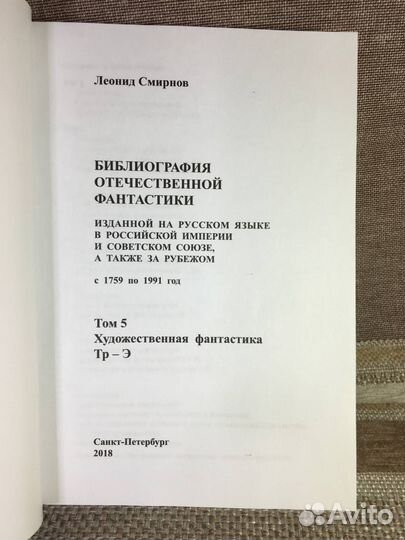 Леонид Смирнов
БИБЛИОГРАФИЯ
ОТЕЧЕСТВЕННОЙ
ФАНТАСТИКИ
ИЗДАННОЙ НА РУССКОМ ЯЗЫКЕ
В РОССИЙСКОЙ ИМПЕРИИ
И СОВЕТСКОМ СОЮЗЕ,
А ТАКЖЕ ЗА РУБЕЖОМ
с 1759 по 1991 год
Том 5
Художественная фантастика
Тр – Э
Санкт-Петербург
2018
Avito